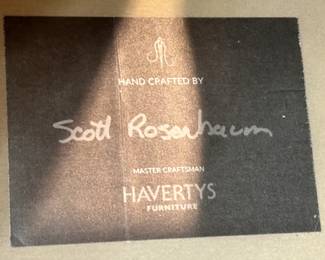 HAND CRAFTED BY
Scott Rosenbaum
MASTER CRAFTSMAN
HAVERTYS
FURNITURE